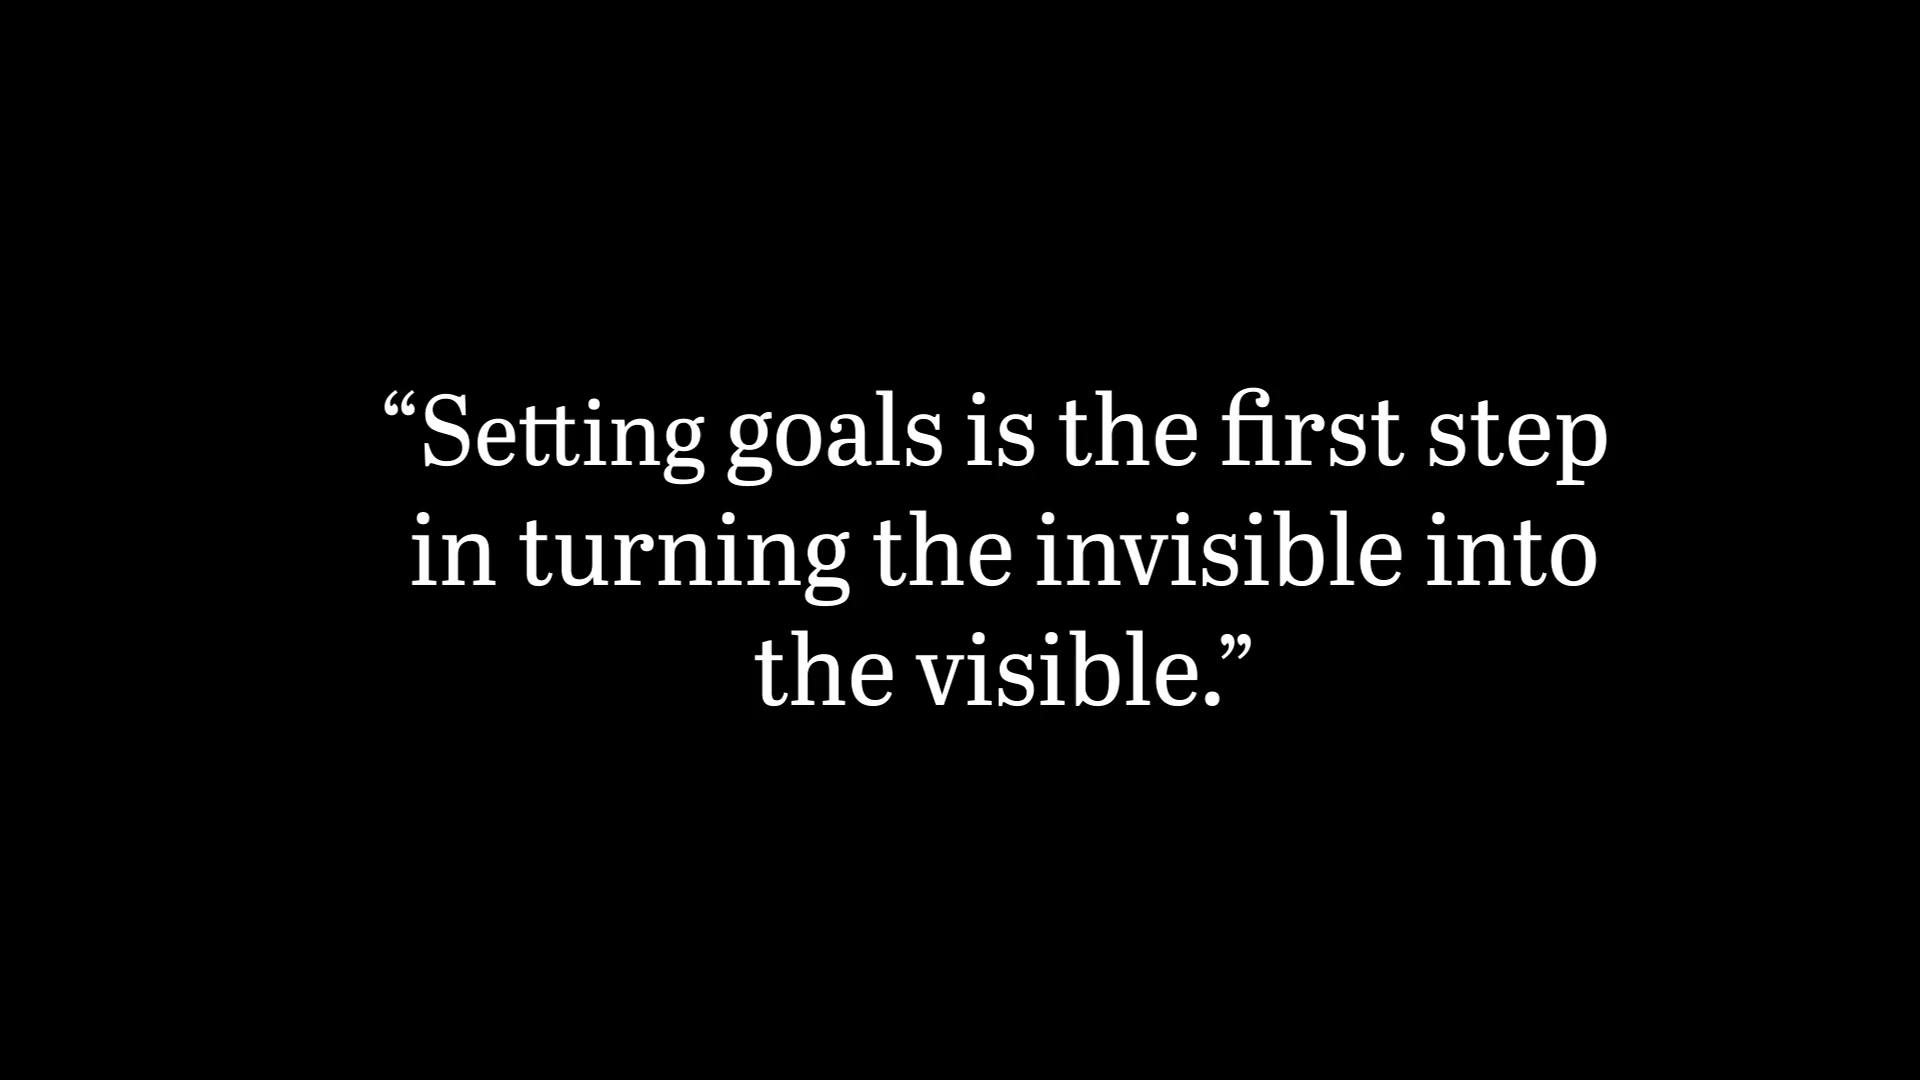 “Setting goals is the first step
in turning the invisible into
the visible.”